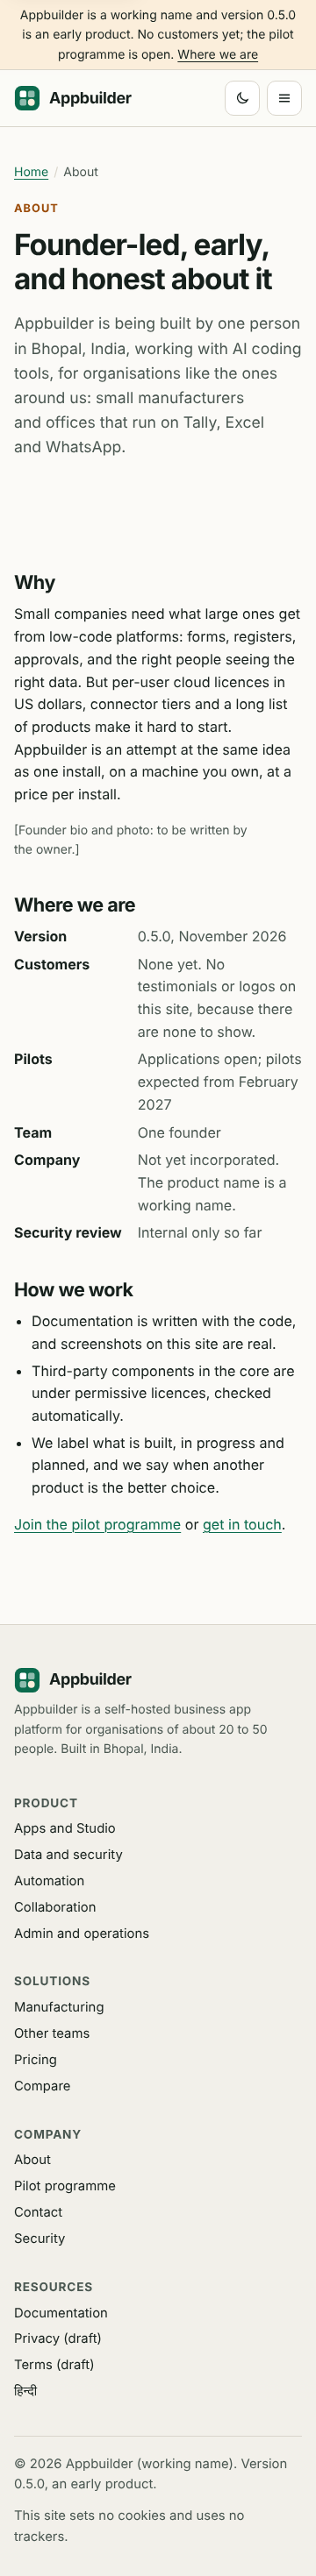 Appbuilder is a working name and version 0.5.0
is an early product. No customers yet; the pilot
programme is open. Where we are
Appbuilder
Home / About
ABOUT
Founder-led, early,
and honest about it
Appbuilder is being built by one person
in Bhopal, India, working with AI coding
tools, for organisations like the ones
around us: small manufacturers
and offices that run on Tally, Excel
and WhatsApp.
Why
Small companies need what large ones get
from low-code platforms: forms, registers,
approvals, and the right people seeing the
right data. But per-user cloud licences in
US dollars, connector tiers and a long list
of products make it hard to start.
Appbuilder is an attempt at the same idea
as one install, on a machine you own, at a
price per install.
[Founder bio and photo: to be written by
the owner.]
Where we are
Version 0.5.0, November 2026
Customers None yet. No
testimonials or logos on
this site, because there
are none to show.
Pilots Applications open; pilots
expected from February
2027
Team One founder
Company Not yet incorporated.
The product name is a
working name.
Security review Internal only so far
How we work
• Documentation is written with the code,
and screenshots on this site are real.
• Third-party components in the core are
under permissive licences, checked
automatically.
• We label what is built, in progress and
planned, and we say when another
product is the better choice.
Join the pilot programme or get in touch.
Appbuilder
Appbuilder is a self-hosted business app
platform for organisations of about 20 to 50
people. Built in Bhopal, India.
PRODUCT
Apps and Studio
Data and security
Automation
Collaboration
Admin and operations
SOLUTIONS
Manufacturing
Other teams
Pricing
Compare
COMPANY
About
Pilot programme
Contact
Security
RESOURCES
Documentation
Privacy (draft)
Terms (draft)
हिन्दी
© 2026 Appbuilder (working name). Version
0.5.0, an early product.
This site sets no cookies and uses no
trackers.